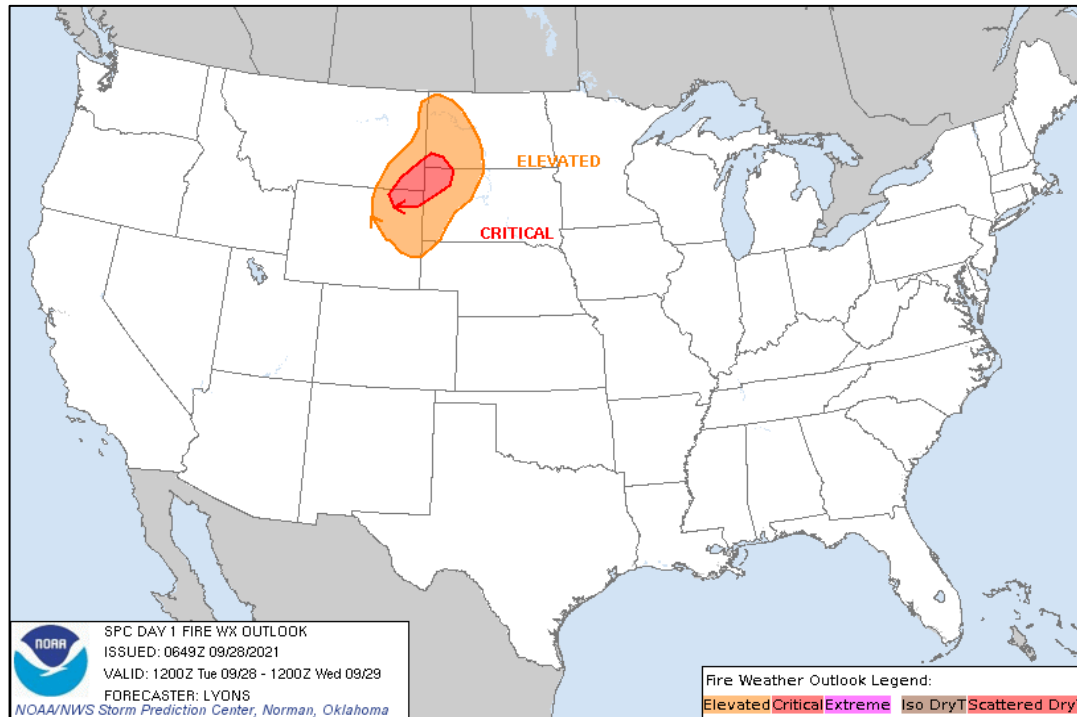 ELEVATED
CRITICAL
NOAA
SPC DAY 1 FIRE WX OUTLOOK
ISSUED: 0649Z 09/28/2021
VALID: 1200Z Tue 09/28 - 1200Z Wed 09/29
FORECASTER: LYONS
NOAA/NWS Storm Prediction Center, Norman, Oklahoma
Fire Weather Outlook Legend:
Elevated Critical Extreme Iso DryT Scattered DryT